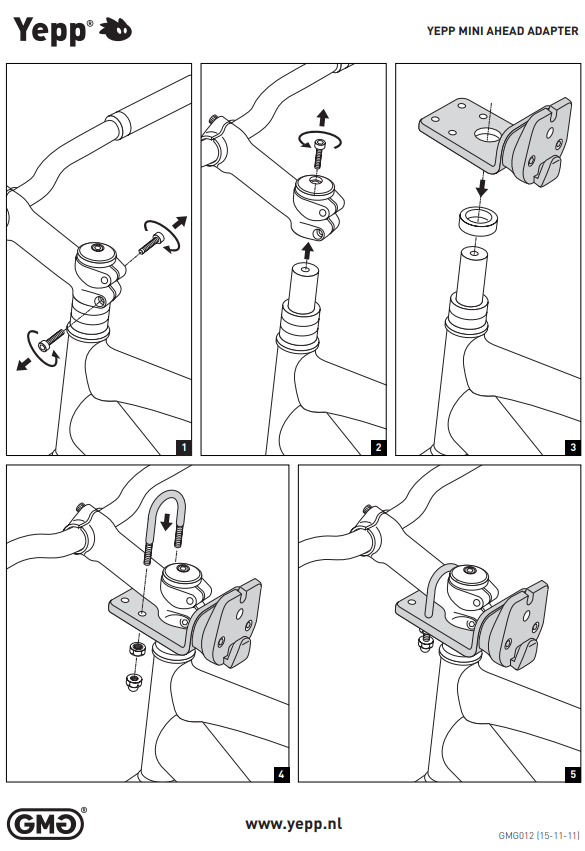 Yepp®
YEPP MINI AHEAD ADAPTER
1
2
3
4
5
GMG®
www.yepp.nl
GMG012 (15-11-11)